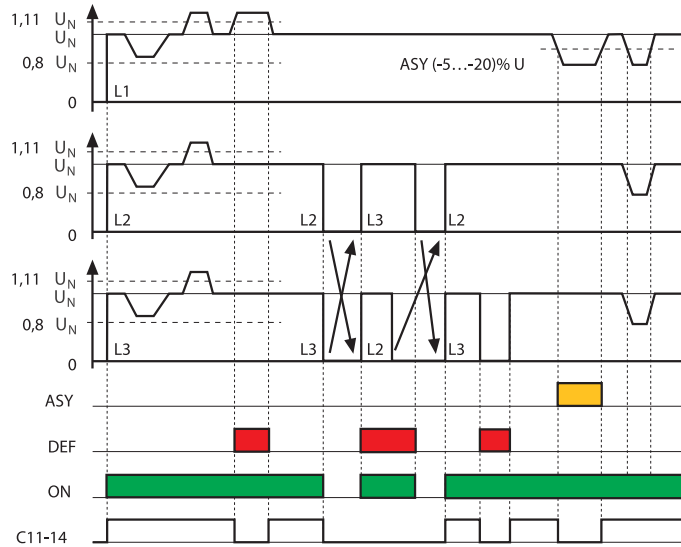 1,11 U_N
U_N
0,8 U_N
0
L1
ASY (-5...-20)% U
1,11 U_N
U_N
0,8 U_N
0
L2
L2
L3
L2
1,11 U_N
U_N
0,8 U_N
0
L3
L3
L2
L3
ASY
DEF
ON
C11-14